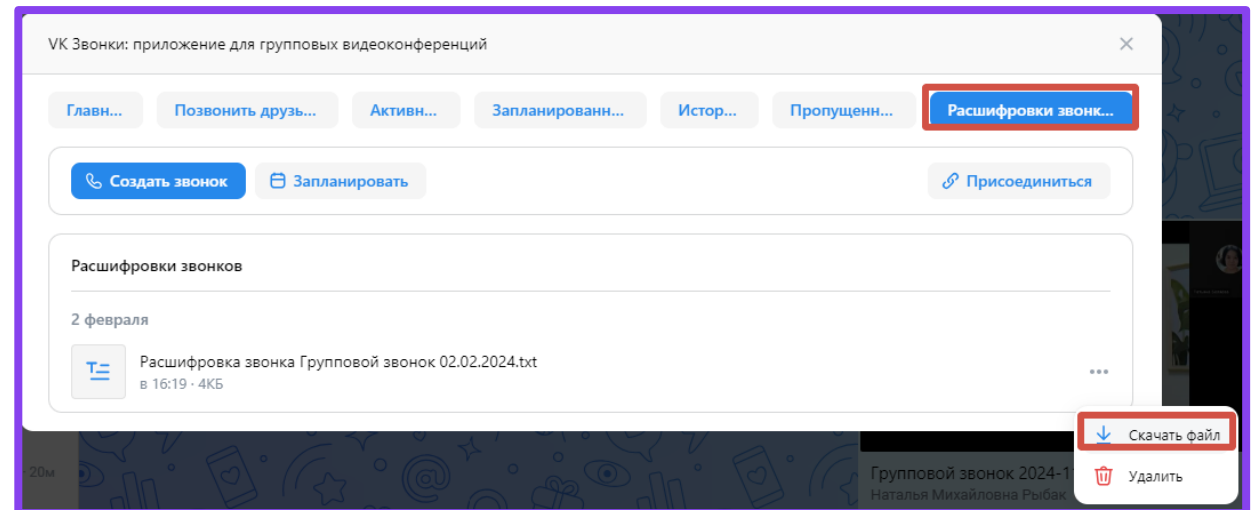 VK Звонки: приложение для групповых видеоконференций
Главн... Позвонить друзь... Активн... Запланированн... Истор... Пропущенн... Расшифровки звонк...
Создать звонок Запланировать Присоединиться
Расшифровки звонков
2 февраля
Расшифровка звонка Групповой звонок 02.02.2024.txt
в 16:19 · 4КБ
Скачать файл
20м
Групповой звонок 2024-1
Удалить
Наталья Михайловна Рыбак